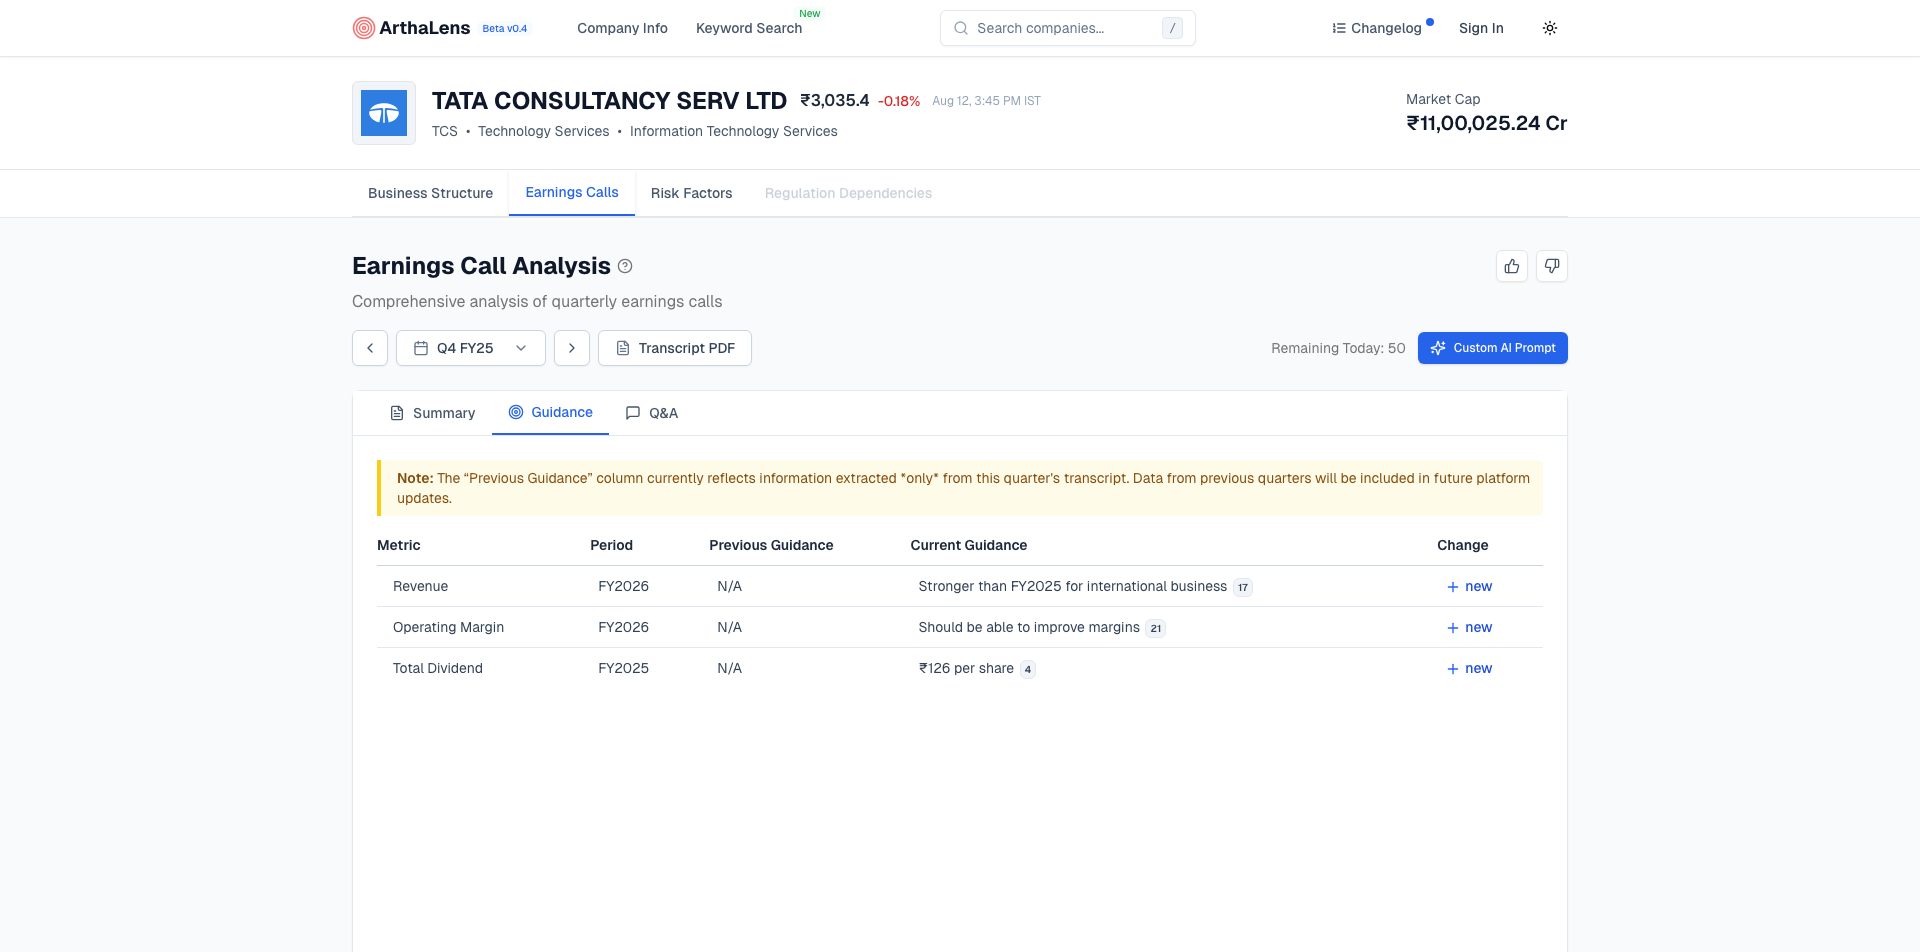 ArthaLens Beta v0.4 Company Info Keyword Search New Search companies... / Changelog Sign In
TATA CONSULTANCY SERV LTD ₹3,035.4 -0.18% Aug 12, 3:45 PM IST
TCS • Technology Services • Information Technology Services
Market Cap
₹11,00,025.24 Cr
Business Structure Earnings Calls Risk Factors Regulation Dependencies
Earnings Call Analysis ?
Comprehensive analysis of quarterly earnings calls
Q4 FY25 Transcript PDF Remaining Today: 50 Custom AI Prompt
Summary Guidance Q&A
Note: The “Previous Guidance” column currently reflects information extracted *only* from this quarter's transcript. Data from previous quarters will be included in future platform
updates.
Metric Period Previous Guidance Current Guidance Change
Revenue FY2026 N/A Stronger than FY2025 for international business 17 + new
Operating Margin FY2026 N/A Should be able to improve margins 21 + new
Total Dividend FY2025 N/A ₹126 per share 4 + new